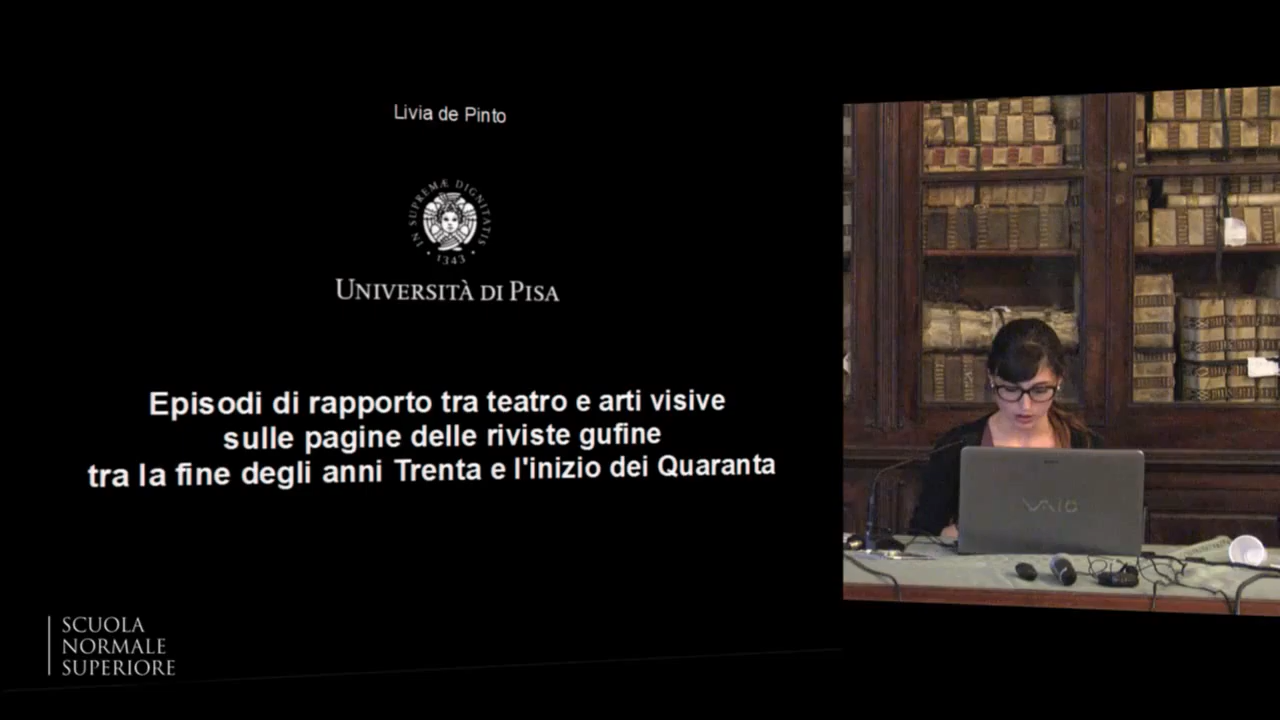 Livia de Pinto
IN SUPREMÆ DIGNITATIS
· 1343 ·
UNIVERSITÀ DI PISA
Episodi di rapporto tra teatro e arti visive
sulle pagine delle riviste gufine
tra la fine degli anni Trenta e l'inizio dei Quaranta
SCUOLA
NORMALE
SUPERIORE
VAIO